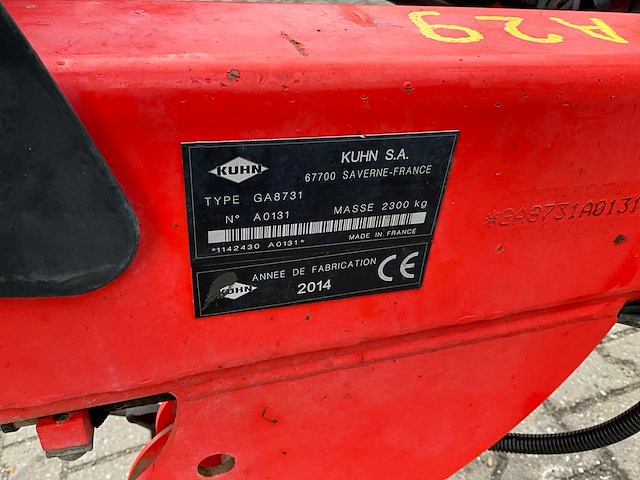 A29
KUHN
KUHN S.A.
67700 SAVERNE-FRANCE
TYPE GA8731
N° A0131 MASSE 2300 kg
*1142430 A0131*
MADE IN FRANCE
*GA8731A0131
KUHN
ANNEE DE FABRICATION
2014
CE